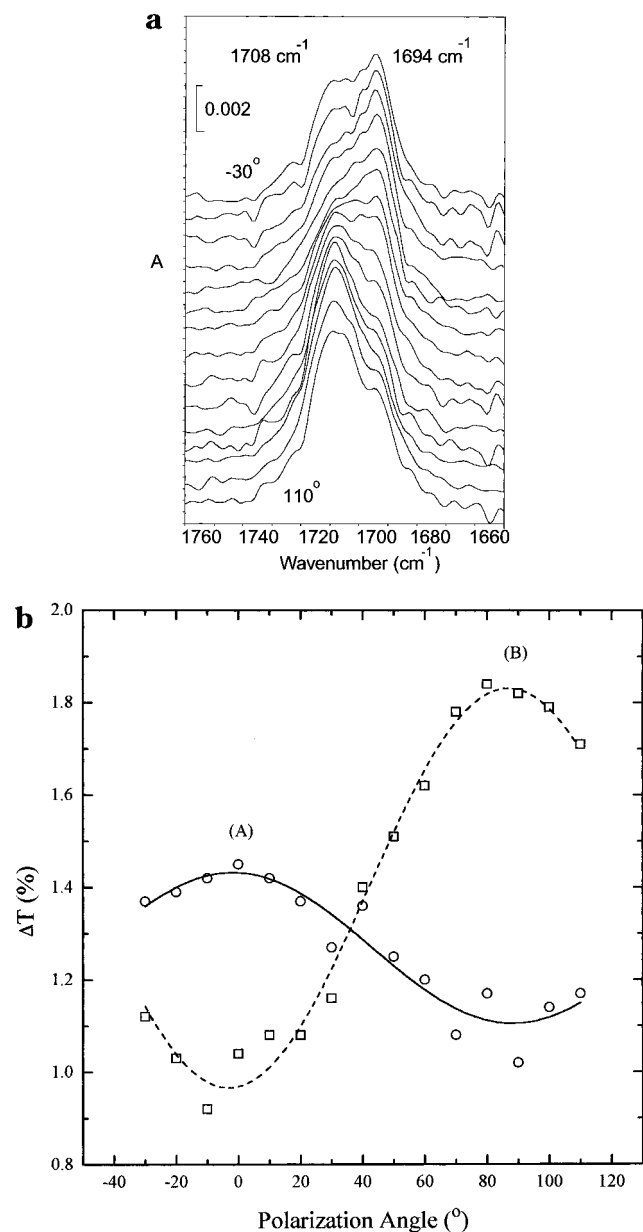 a
1708 cm-1 1694 cm-1
0.002
-30°
A
110°
1760 1740 1720 1700 1680 1660
Wavenumber (cm-1)
b
2.0
(B)
1.8
1.6
(A)
1.4
1.2
1.0
0.8
ΔT (%)
-40 -20 0 20 40 60 80 100 120
Polarization Angle (°)